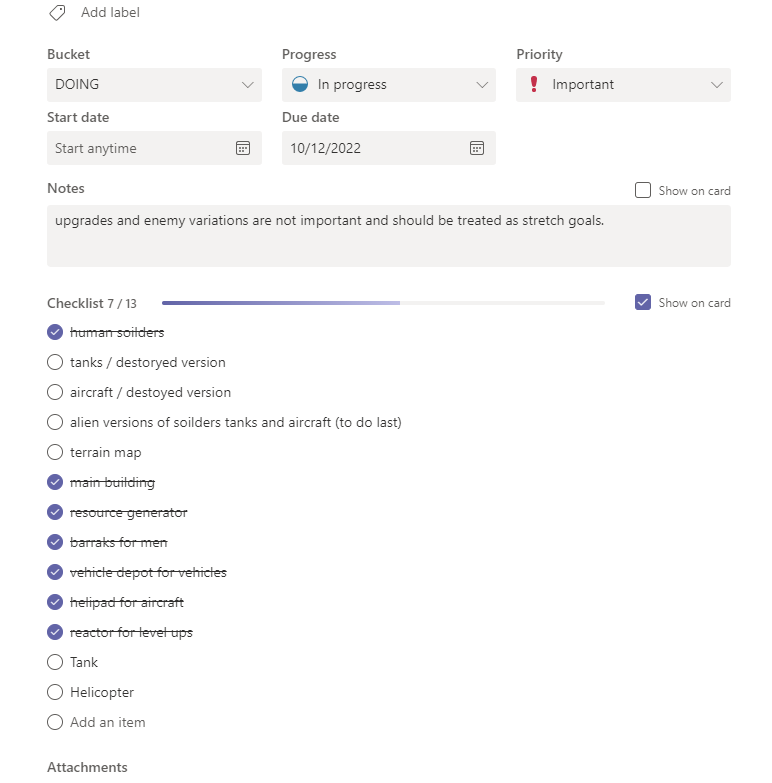 Add label
Bucket Progress Priority
DOING In progress Important
Start date Due date
Start anytime 10/12/2022
Notes Show on card
upgrades and enemy variations are not important and should be treated as stretch goals.
Checklist 7 / 13 Show on card
human soilders
tanks / destoryed version
aircraft / destoyed version
alien versions of soilders tanks and aircraft (to do last)
terrain map
main building
resource generator
barraks for men
vehicle depot for vehicles
helipad for aircraft
reactor for level ups
Tank
Helicopter
Add an item
Attachments